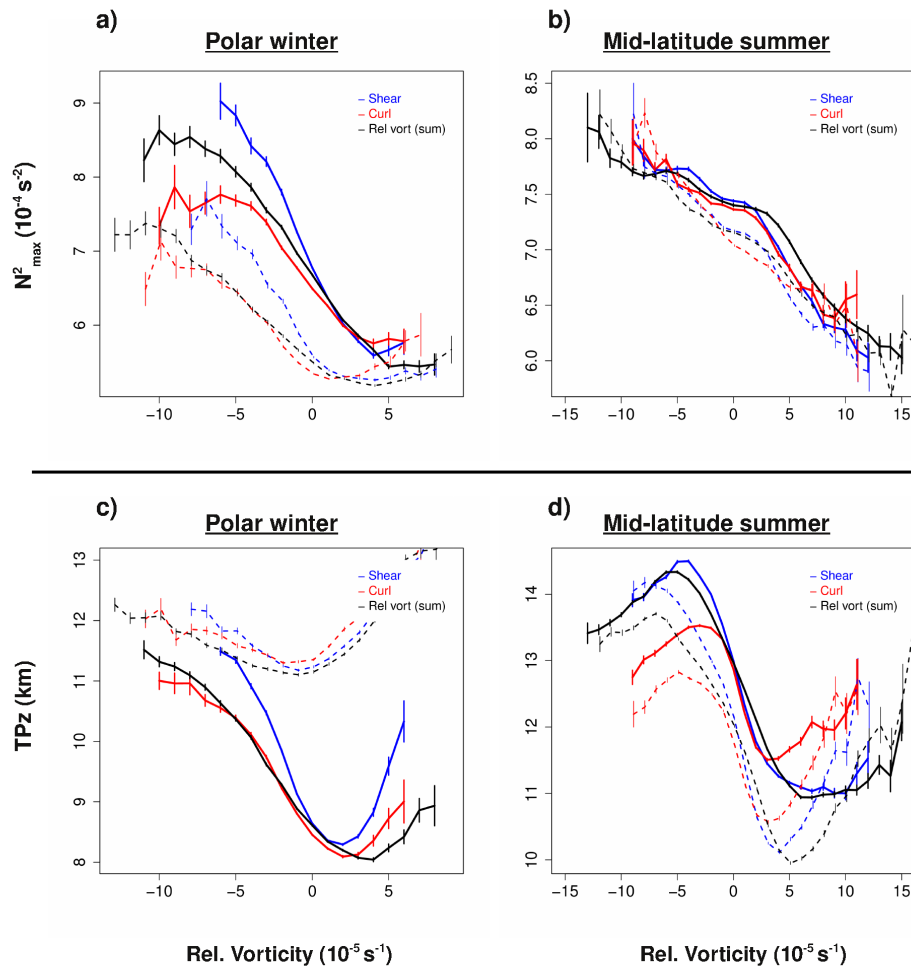 a)
Polar winter
b)
Mid-latitude summer
N²max (10⁻⁴ s⁻²)
9
8
7
6
– Shear
– Curl
– Rel vort (sum)
−10 −5 0 5
8.5
8.0
7.5
7.0
6.5
6.0
– Shear
– Curl
– Rel vort (sum)
−15 −10 −5 0 5 10 15
c)
Polar winter
d)
Mid-latitude summer
TPz (km)
13
12
11
10
9
8
– Shear
– Curl
– Rel vort (sum)
−10 −5 0 5
14
13
12
11
10
– Shear
– Curl
– Rel vort (sum)
−15 −10 −5 0 5 10 15
Rel. Vorticity (10⁻⁵ s⁻¹)
Rel. Vorticity (10⁻⁵ s⁻¹)